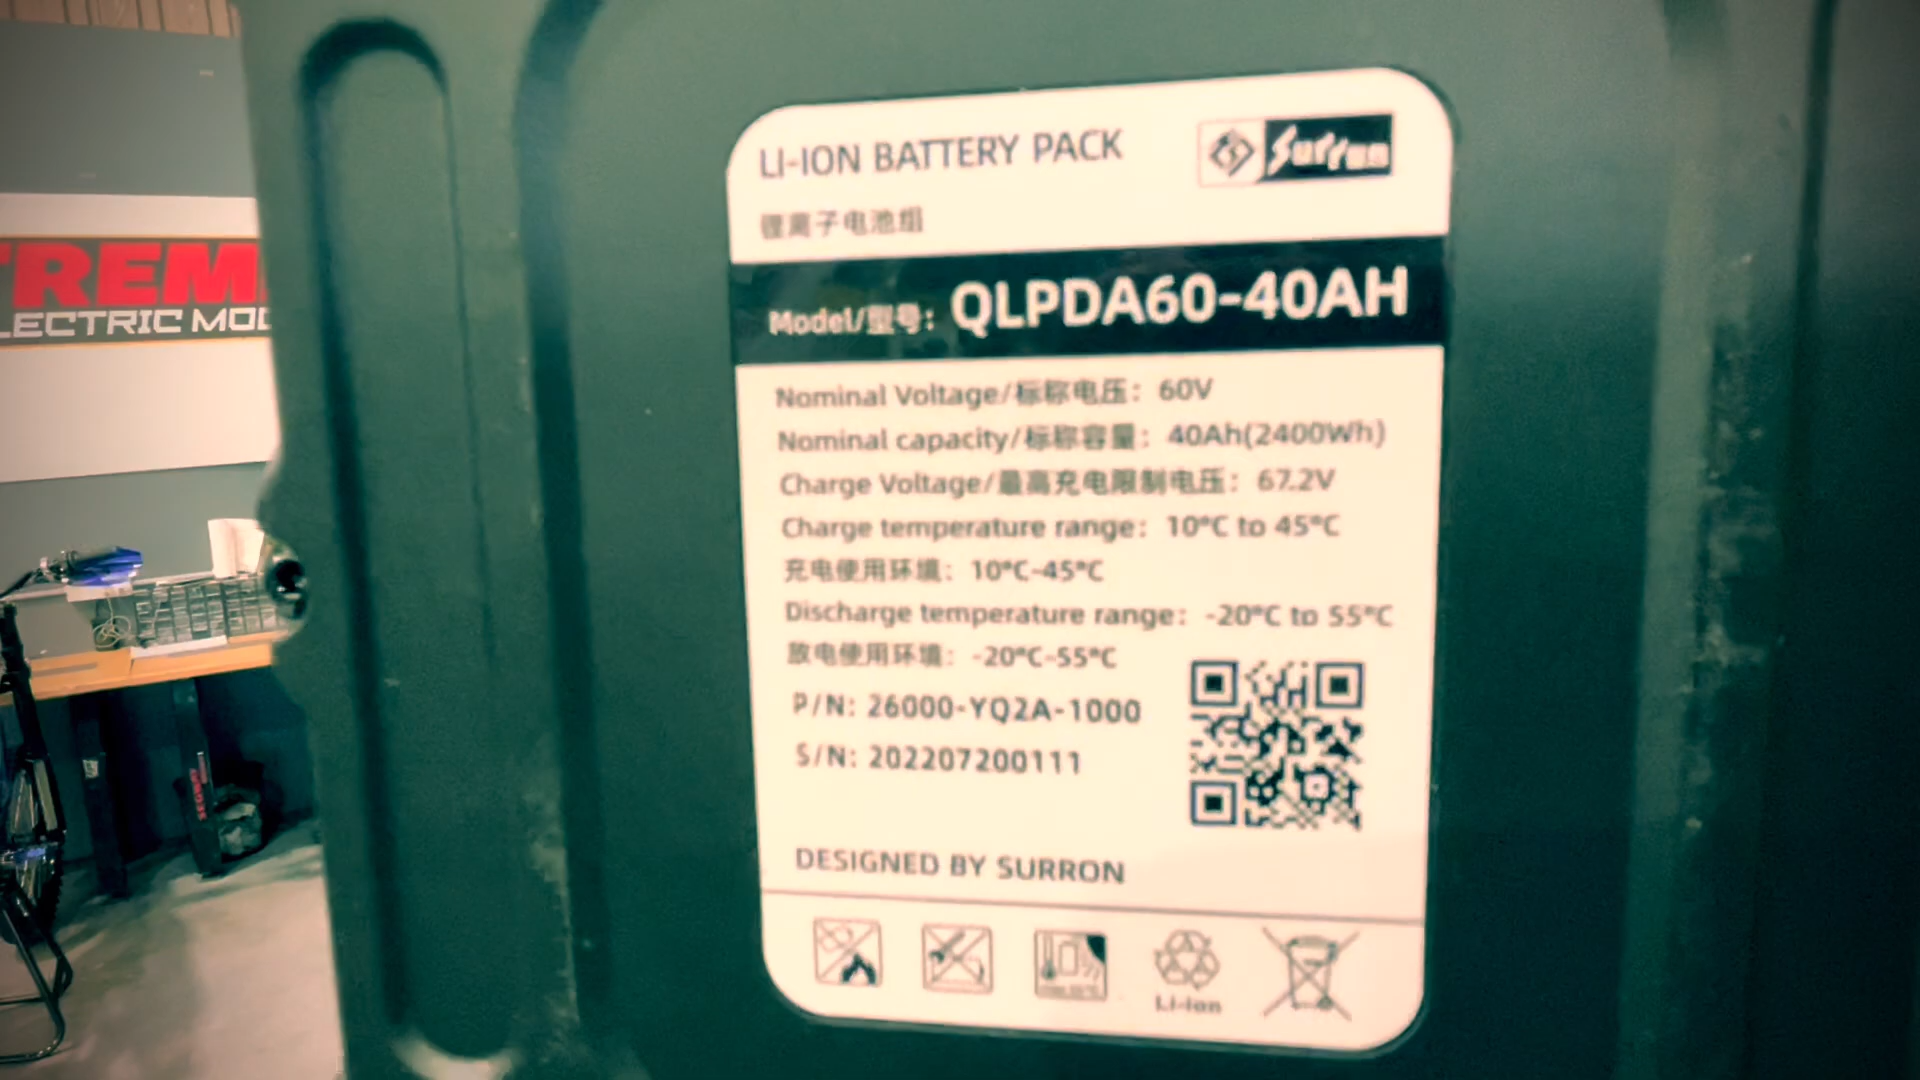 LI-ION BATTERY PACK
Surron
锂离子电池组
Model/型号: QLPDA60-40AH
Nominal Voltage/标称电压: 60V
Nominal capacity/标称容量: 40Ah(2400Wh)
Charge Voltage/最高充电限制电压: 67.2V
Charge temperature range: 10°C to 45°C
充电使用环境: 10°C-45°C
Discharge temperature range: -20°C to 55°C
放电使用环境: -20°C-55°C
P/N: 26000-YQ2A-1000
S/N: 202207200111
DESIGNED BY SURRON
Li-ion
TREM
LECTRIC MO